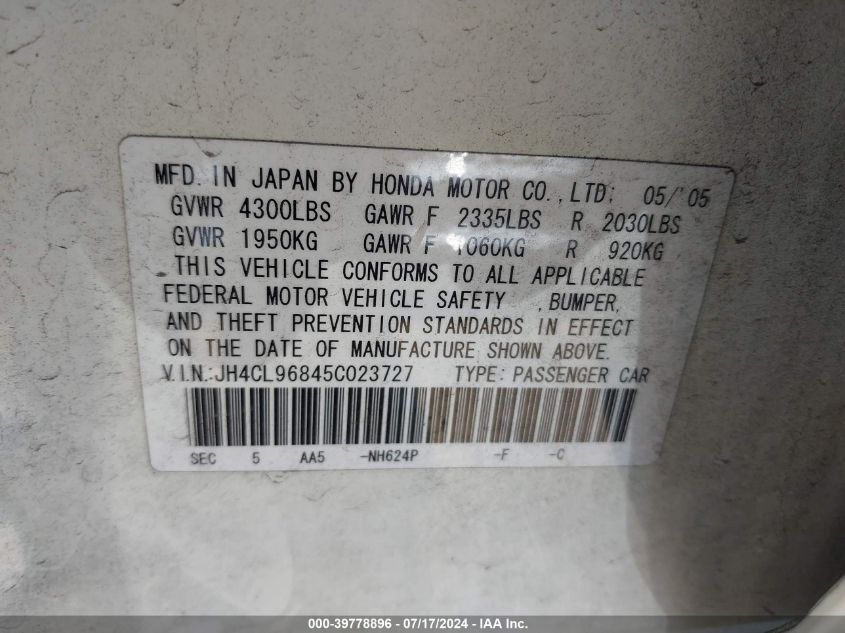 MFD. IN JAPAN BY HONDA MOTOR CO., LTD; 05/'05
GVWR 4300LBS GAWR F 2335LBS R 2030LBS
GVWR 1950KG GAWR F 1060KG R 920KG
THIS VEHICLE CONFORMS TO ALL APPLICABLE
FEDERAL MOTOR VEHICLE SAFETY , BUMPER,
AND THEFT PREVENTION STANDARDS IN EFFECT
ON THE DATE OF MANUFACTURE SHOWN ABOVE.
V.I.N.:JH4CL96845C023727 TYPE: PASSENGER CAR
SEC 5 AA5 -NH624P -F -C
000-39778896 - 07/17/2024 - IAA Inc.